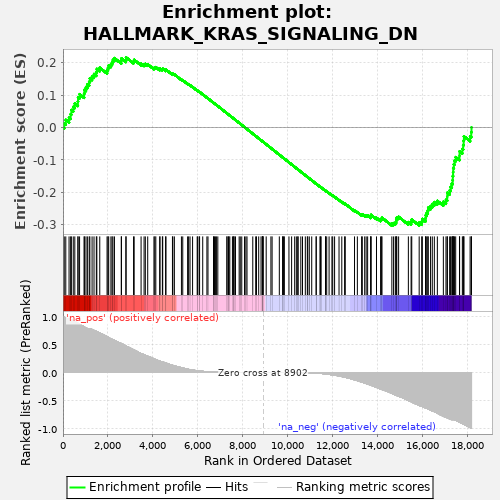 Enrichment plot:
HALLMARK_KRAS_SIGNALING_DN
Enrichment score (ES)
0.2
0.1
0.0
-0.1
-0.2
-0.3
Ranked list metric (PreRanked)
1.0
0.5
0.0
-0.5
-1.0
'na_pos' (positively correlated)
Zero cross at 8902
'na_neg' (negatively correlated)
0
2,000
4,000
6,000
8,000
10,000
12,000
14,000
16,000
18,000
Rank in Ordered Dataset
Enrichment profile
Hits
Ranking metric scores